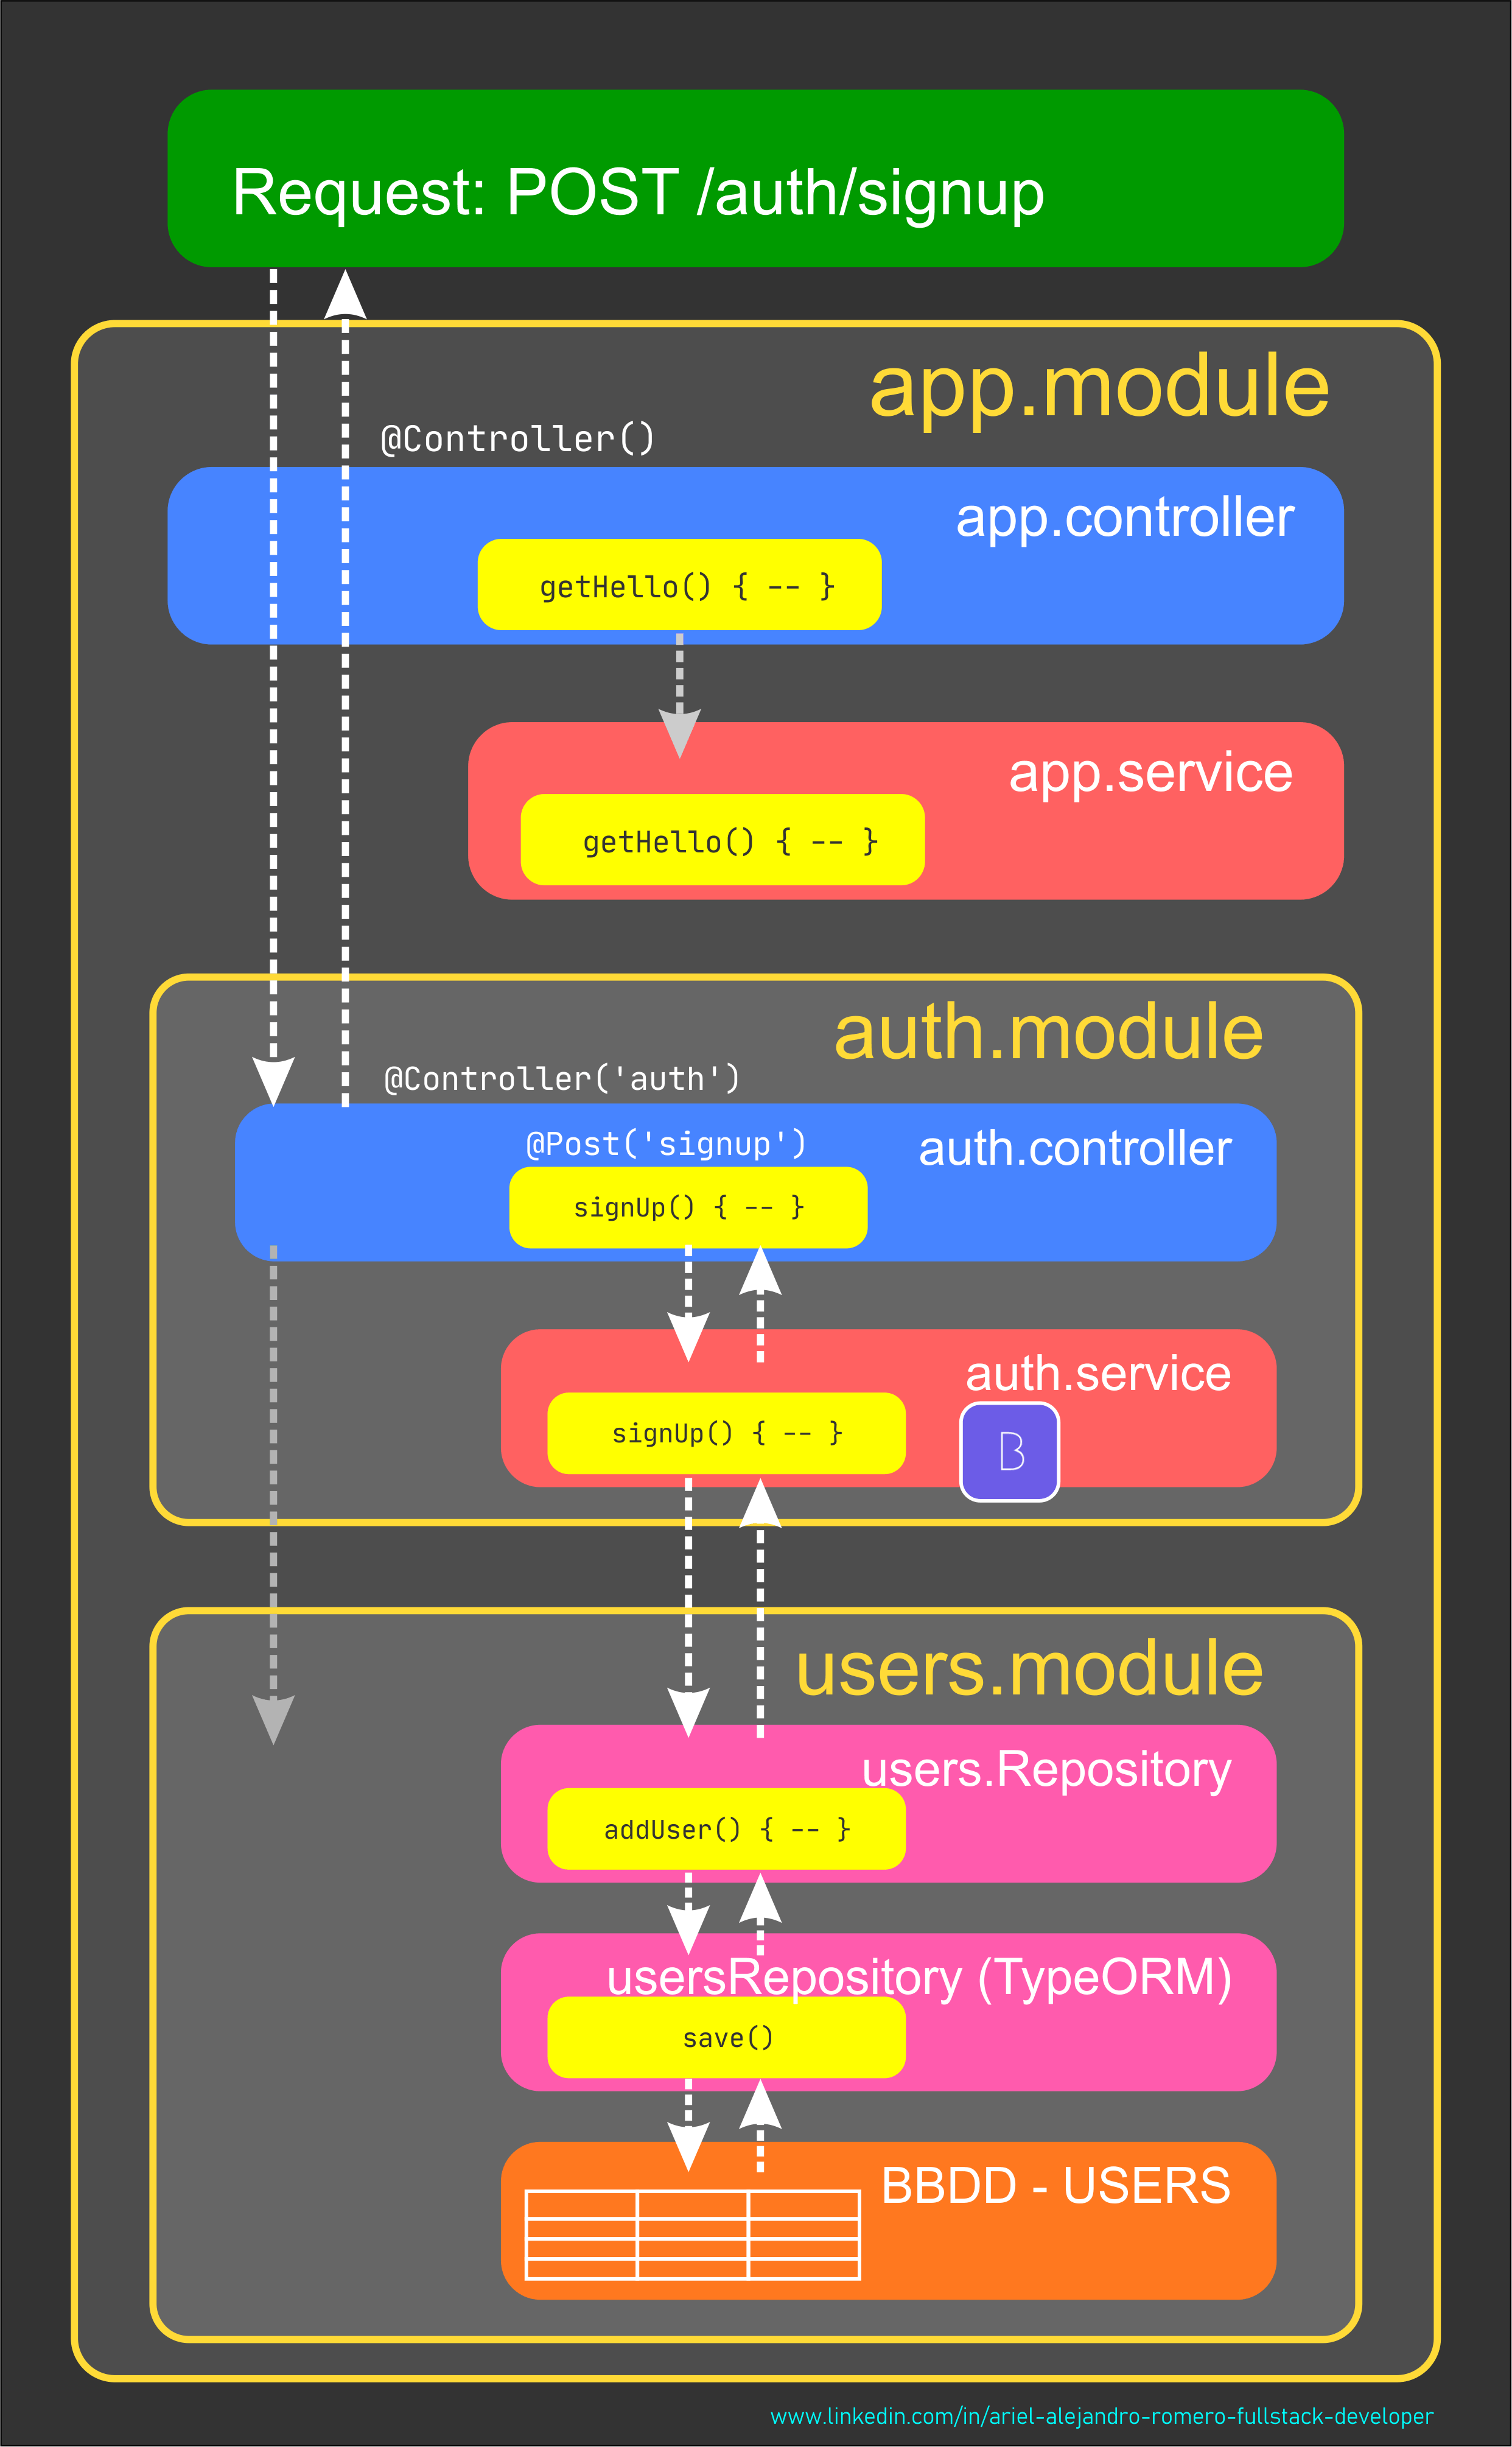 Request: POST /auth/signup
app.module
@Controller()
app.controller
getHello() { -- }
app.service
getHello() { -- }
auth.module
@Controller('auth')
@Post('signup')
auth.controller
signUp() { -- }
auth.service
signUp() { -- }
B
users.module
users.Repository
addUser() { -- }
usersRepository (TypeORM)
save()
BBDD - USERS
www.linkedin.com/in/ariel-alejandro-romero-fullstack-developer